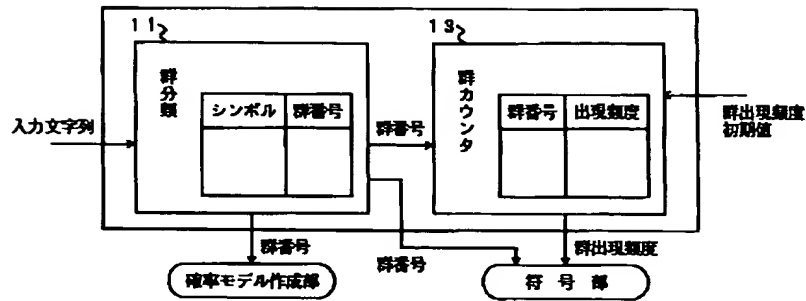 11
13
群分類
シンボル 群番号
群カウンタ
群番号 出現頻度
入力文字列
群番号
群出現頻度
初期値
群番号
群番号
群出現頻度
確率モデル作成部
符号部